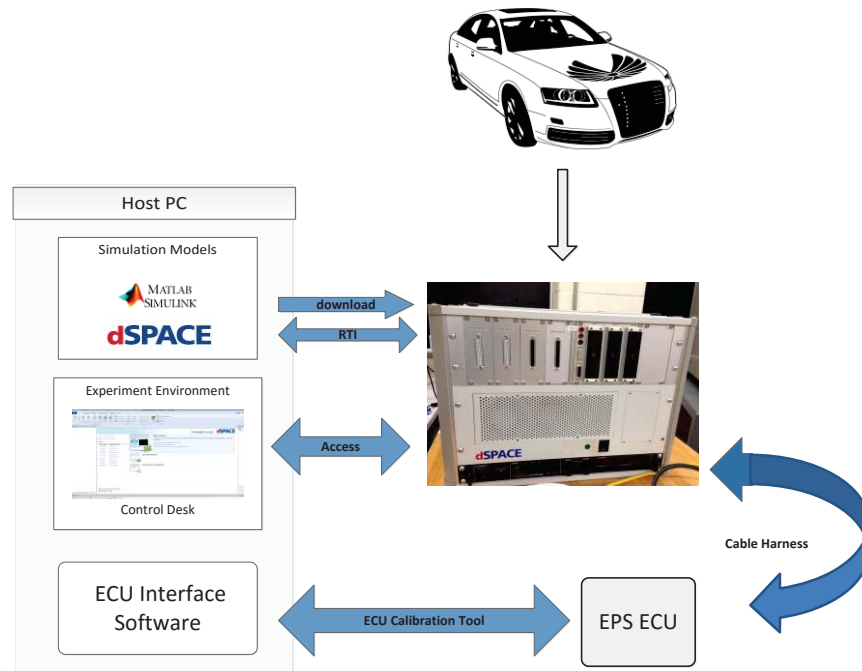 Host PC
Simulation Models
MATLAB
SIMULINK
dSPACE
download
RTI
Experiment Environment
dSPACE
Control Desk
Access
dSPACE
Cable Harness
ECU Interface
Software
ECU Calibration Tool
EPS ECU